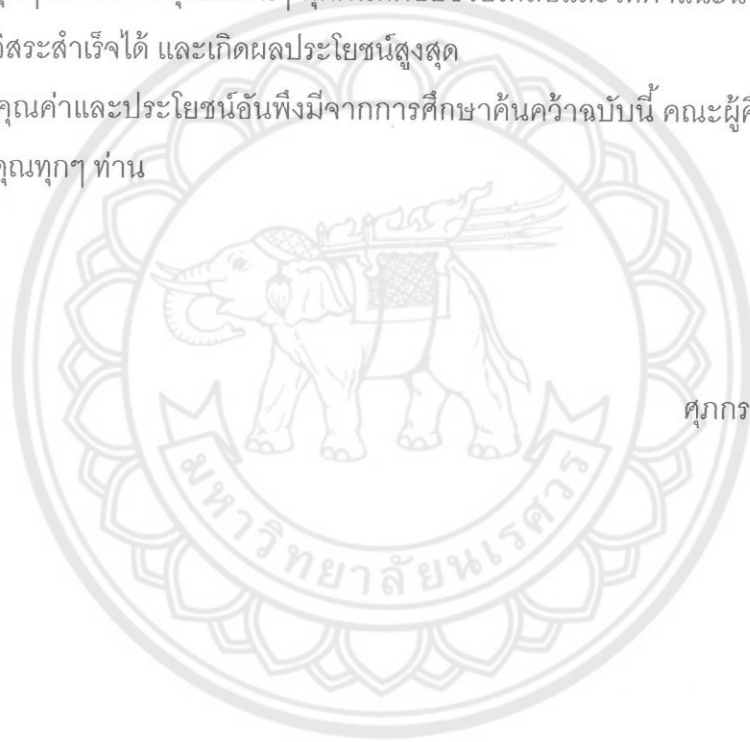 อิสระสำเร็จได้ และเกิดผลประโยชน์สูงสุด
คุณค่าและประโยชน์อันพึงมีจากการศึกษาค้นคว้าฉบับนี้ คณะผู้
คุณทุกๆ ท่าน
ศุภกร
มหาวิทยาลัยนเรศวร